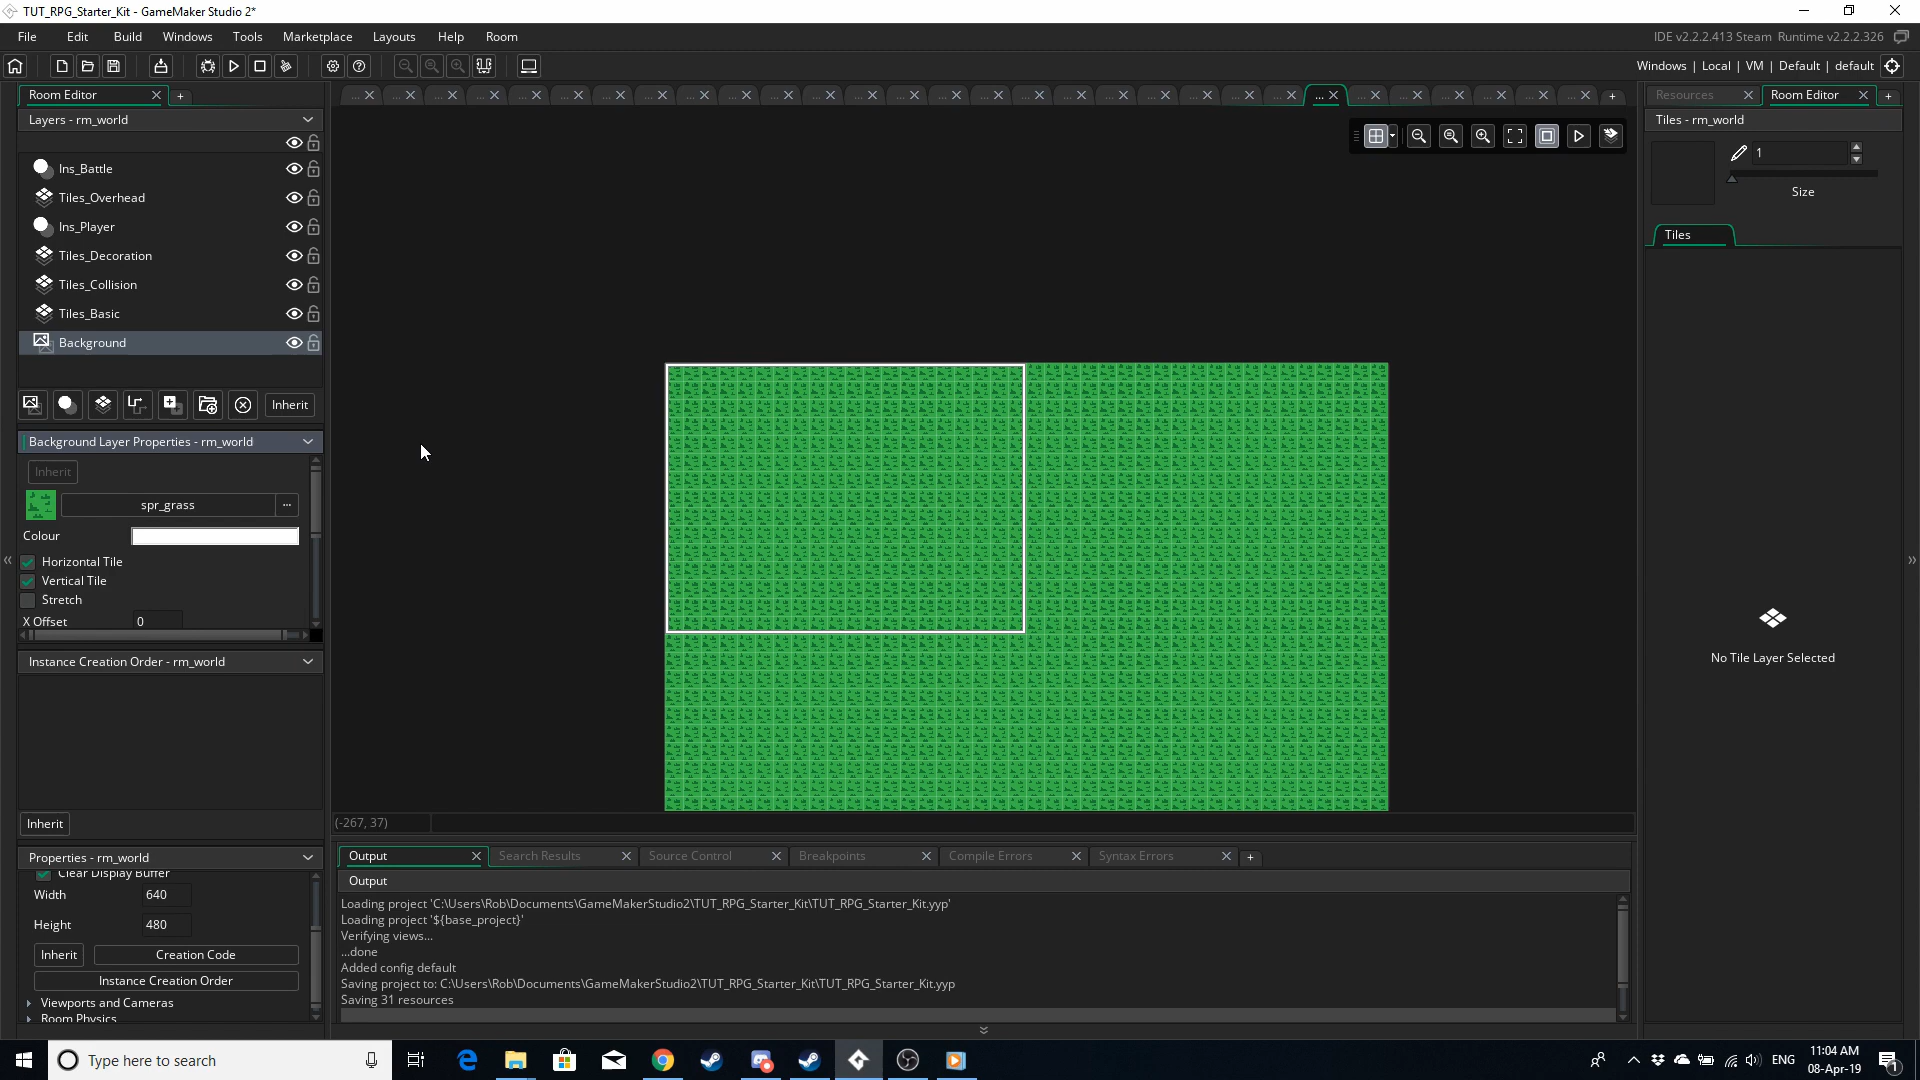 TUT_RPG_Starter_Kit - GameMaker Studio 2*
File Edit Build Windows Tools Marketplace Layouts Help Room
IDE v2.2.2.413 Steam Runtime v2.2.2.326
Windows | Local | VM | Default | default
Room Editor
Layers - rm_world
Ins_Battle
Tiles_Overhead
Ins_Player
Tiles_Decoration
Tiles_Collision
Tiles_Basic
Background
Inherit
Background Layer Properties - rm_world
Inherit
spr_grass ...
Colour
Horizontal Tile
Vertical Tile
Stretch
X Offset 0
Instance Creation Order - rm_world
Inherit
Properties - rm_world
Clear Display Buffer
Width 640
Height 480
Inherit Creation Code
Instance Creation Order
Viewports and Cameras
Room Physics
(-267, 37)
Output Search Results Source Control Breakpoints Compile Errors Syntax Errors
Output
Loading project 'C:\Users\Rob\Documents\GameMakerStudio2\TUT_RPG_Starter_Kit\TUT_RPG_Starter_Kit.yyp'
Loading project '${base_project}'
Verifying views...
...done
Added config default
Saving project to: C:\Users\Rob\Documents\GameMakerStudio2\TUT_RPG_Starter_Kit\TUT_RPG_Starter_Kit.yyp
Saving 31 resources
Resources Room Editor
Tiles - rm_world
1
Size
Tiles
No Tile Layer Selected
Type here to search
ENG
11:04 AM
08-Apr-19
1